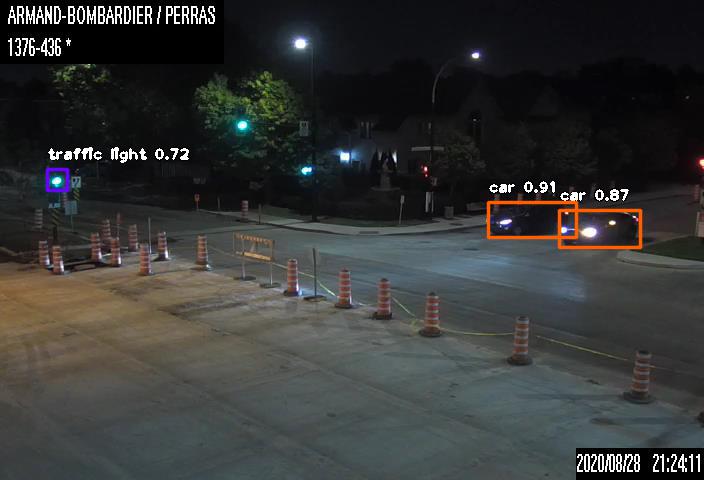 ARMAND-BOMBARDIER / PERRAS
1376-436 *
traffic light 0.72
car 0.91
car 0.87
2020/08/28 21:24:11